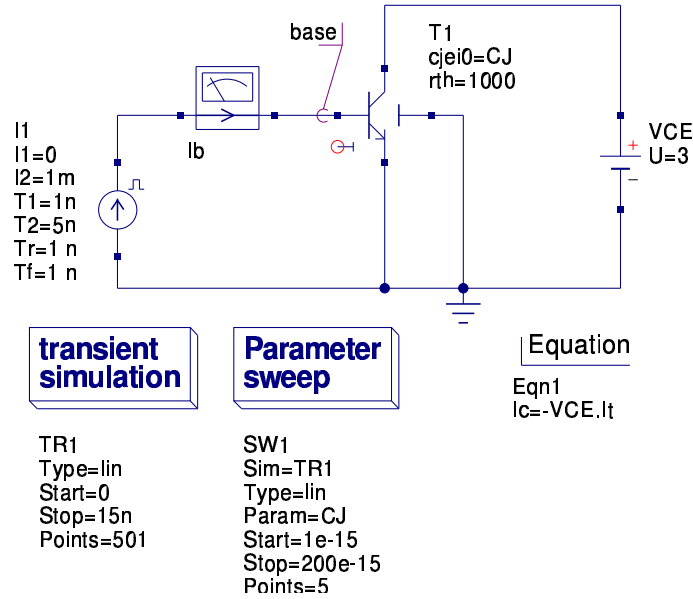 base
T1
cjei0=CJ
rth=1000
I1
I1=0
I2=1m
T1=1n
T2=5n
Tr=1 n
Tf=1 n
Ib
VCE
U=3
transient
simulation
Parameter
sweep
Equation
Eqn1
Ic=-VCE.It
TR1
Type=lin
Start=0
Stop=15n
Points=501
SW1
Sim=TR1
Type=lin
Param=CJ
Start=1e-15
Stop=200e-15
Points=5